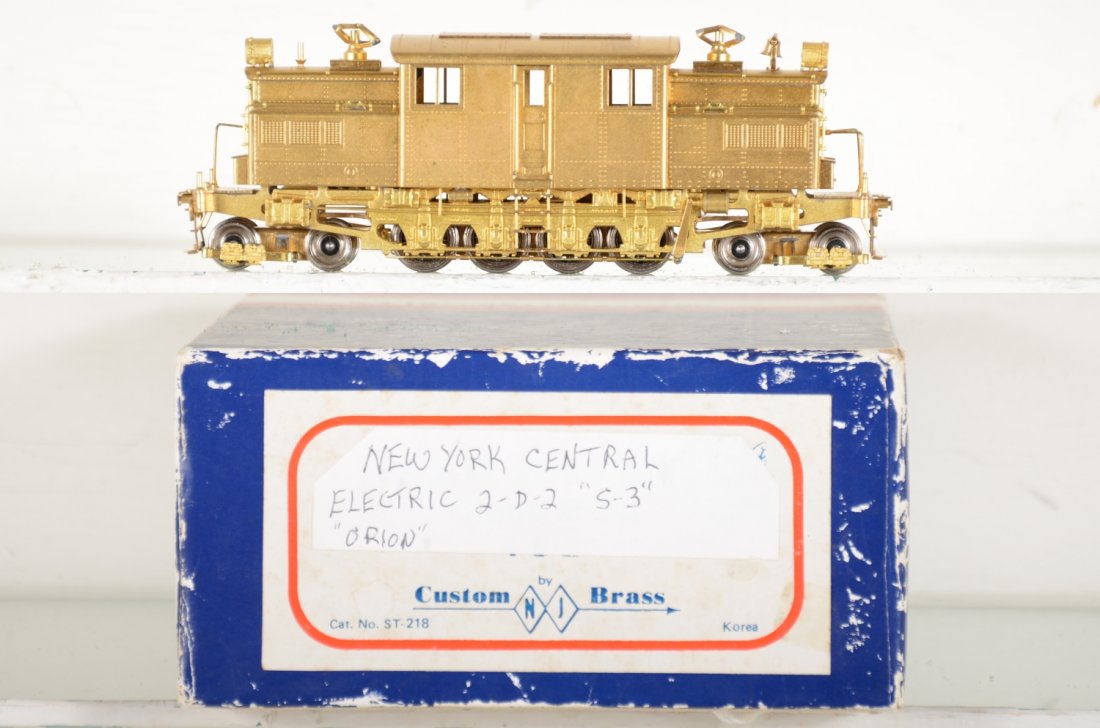 NEW YORK CENTRAL
ELECTRIC 2-D-2 "S-3"
"ORION"
by
Custom NJ Brass
Cat. No. ST-218 Korea